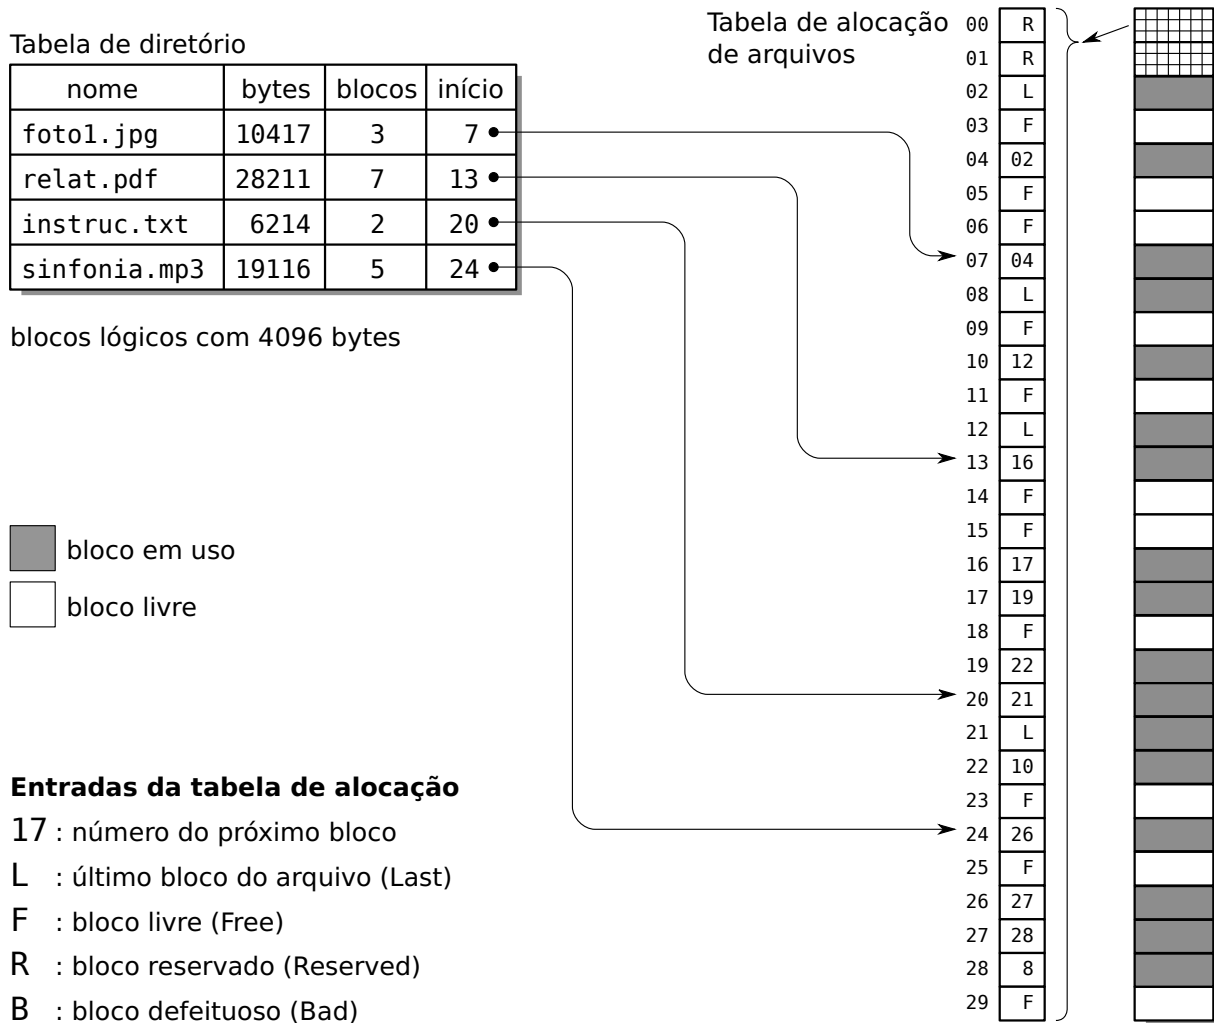 Tabela de diretório
nome bytes blocos início
foto1.jpg 10417 3 7
relat.pdf 28211 7 13
instruc.txt 6214 2 20
sinfonia.mp3 19116 5 24
blocos lógicos com 4096 bytes
bloco em uso
bloco livre
Entradas da tabela de alocação
17 : número do próximo bloco
L : último bloco do arquivo (Last)
F : bloco livre (Free)
R : bloco reservado (Reserved)
B : bloco defeituoso (Bad)
Tabela de alocação
de arquivos
00 R
01 R
02 L
03 F
04 02
05 F
06 F
07 04
08 L
09 F
10 12
11 F
12 L
13 16
14 F
15 F
16 17
17 19
18 F
19 22
20 21
21 L
22 10
23 F
24 26
25 F
26 27
27 28
28 8
29 F